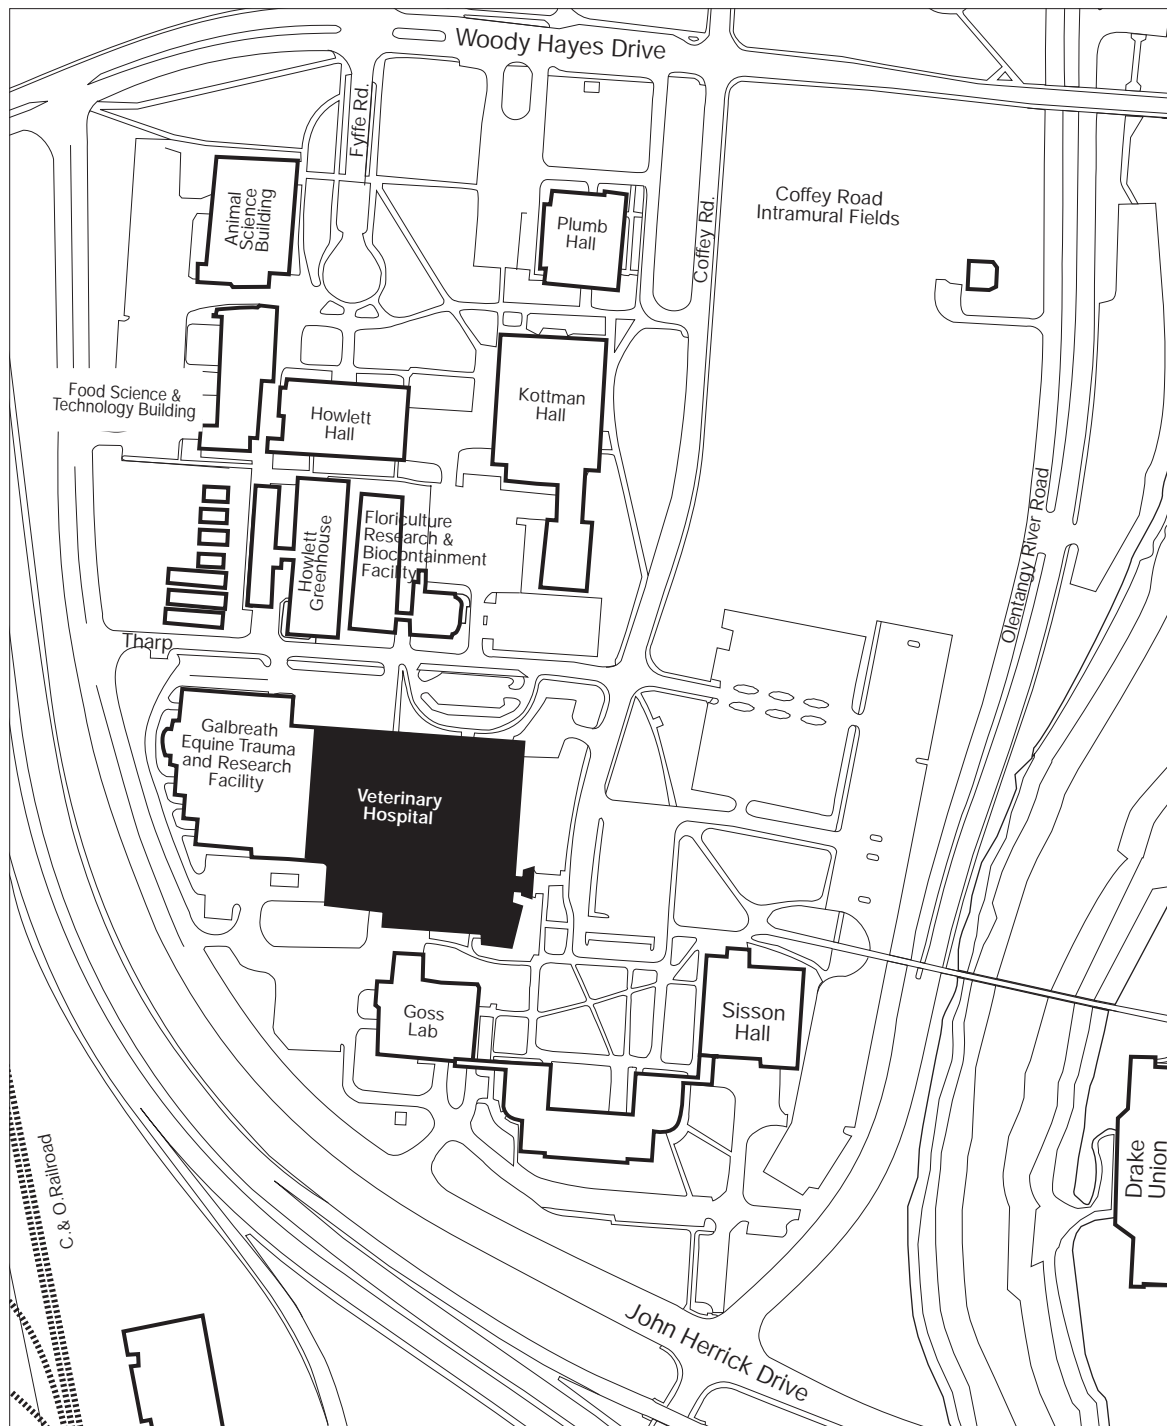 Woody Hayes Drive
Fyffe Rd.
Animal
Science
Building
Plumb
Hall
Coffey Rd.
Coffey Road
Intramural Fields
Food Science &
Technology Building
Howlett
Hall
Kottman
Hall
Howlett
Greenhouse
Floriculture
Research &
Biocontainment
Facility
Olentangy River Road
Tharp
Galbreath
Equine Trauma
and Research
Facility
Veterinary
Hospital
Goss
Lab
Sisson
Hall
Drake
Union
C.& O.Railroad
John Herrick Drive